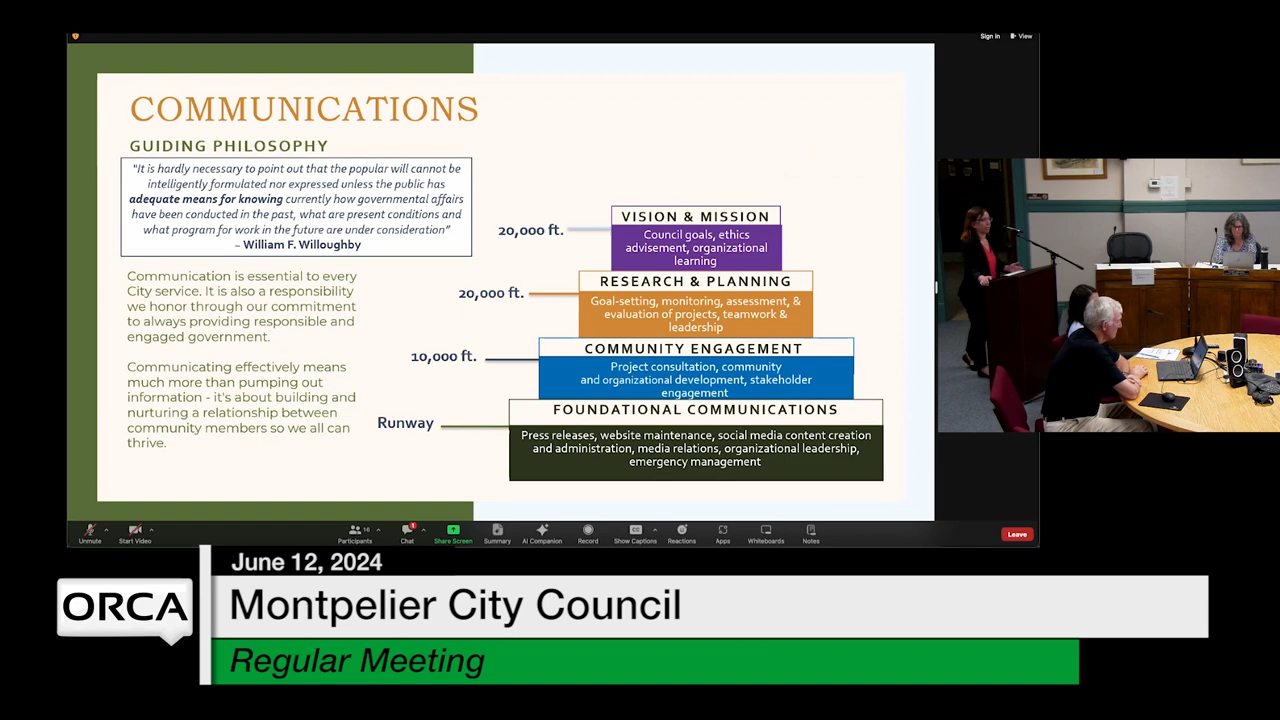 Sign in View
COMMUNICATIONS
GUIDING PHILOSOPHY
"It is hardly necessary to point out that the popular will cannot be
intelligently formulated nor expressed unless the public has
adequate means for knowing currently how governmental affairs
have been conducted in the past, what are present conditions and
what program for work in the future are under consideration"
– William F. Willoughby
Communication is essential to every
City service. It is also a responsibility
we honor through our commitment
to always providing responsible and
engaged government.
Communicating effectively means
much more than pumping out
information - it's about building and
nurturing a relationship between
community members so we all can
thrive.
20,000 ft.
VISION & MISSION
Council goals, ethics
advisement, organizational
learning
20,000 ft.
RESEARCH & PLANNING
Goal-setting, monitoring, assessment, &
evaluation of projects, teamwork &
leadership
10,000 ft.
COMMUNITY ENGAGEMENT
Project consultation, community
and organizational development, stakeholder
engagement
Runway
FOUNDATIONAL COMMUNICATIONS
Press releases, website maintenance, social media content creation
and administration, media relations, organizational leadership,
emergency management
Unmute Start Video Participants 16 Chat 1 Share Screen Summary AI Companion Record Show Captions Reactions Apps Whiteboards Notes Leave
June 12, 2024
ORCA
Montpelier City Council
Regular Meeting